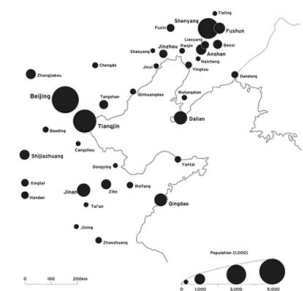 Tieling
Fuxin
Shenyang
Fushun
Liaoyang
Shaoyang
Jinzhou
Panjin
Benxi
Anshan
Haicheng
Chengde
Jinxi
Yingkou
Zhangjiakou
Dandong
Qinhuangdao
Wafangdian
Beijing
Tangshan
Dalian
Tianjin
Baoding
Cangzhou
Shijiazhuang
Yantai
Dongying
Xingtai
Jinan
Zibo
Weifang
Handan
Qingdao
Tai'an
Jining
Zhanzhuang
Population (1,000)
0 100 200km
0 1,000 3,000 5,000